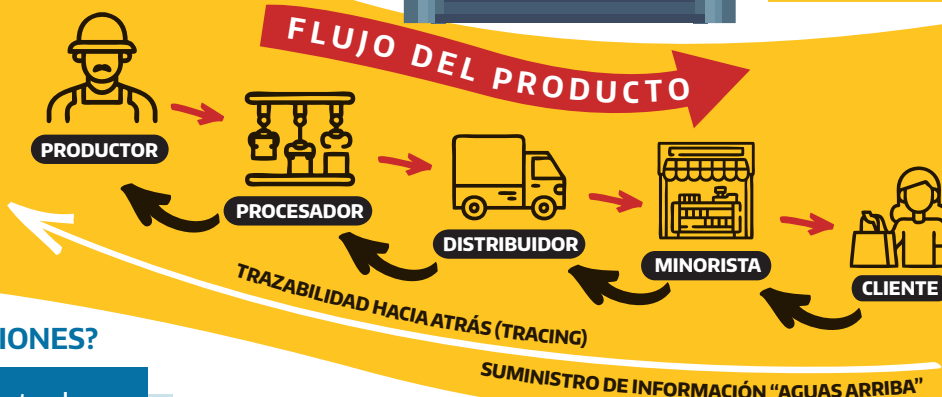 FLUJO DEL PRODUCTO
PRODUCTOR
PROCESADOR
DISTRIBUIDOR
MINORISTA
CLIENTE
TRAZABILIDAD HACIA ATRÁS (TRACING)
SUMINISTRO DE INFORMACIÓN “AGUAS ARRIBA”
IONES?